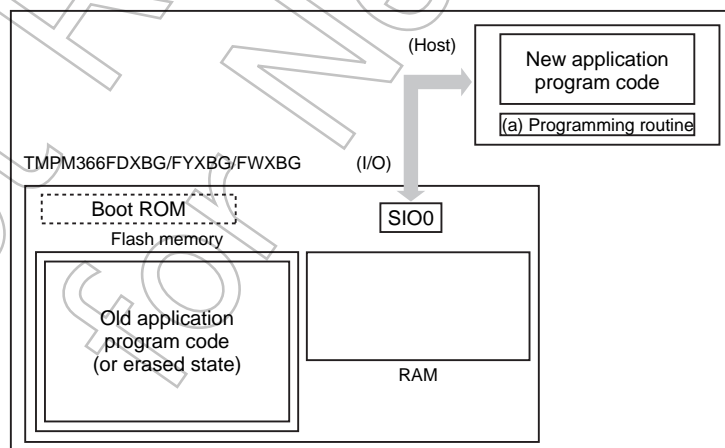 (Host)
New application
program code
(a) Programming routine
TMPM366FDXBG/FYXBG/FWXBG
(I/O)
Boot ROM
SIO0
Flash memory
Old application
program code
(or erased state)
RAM
for